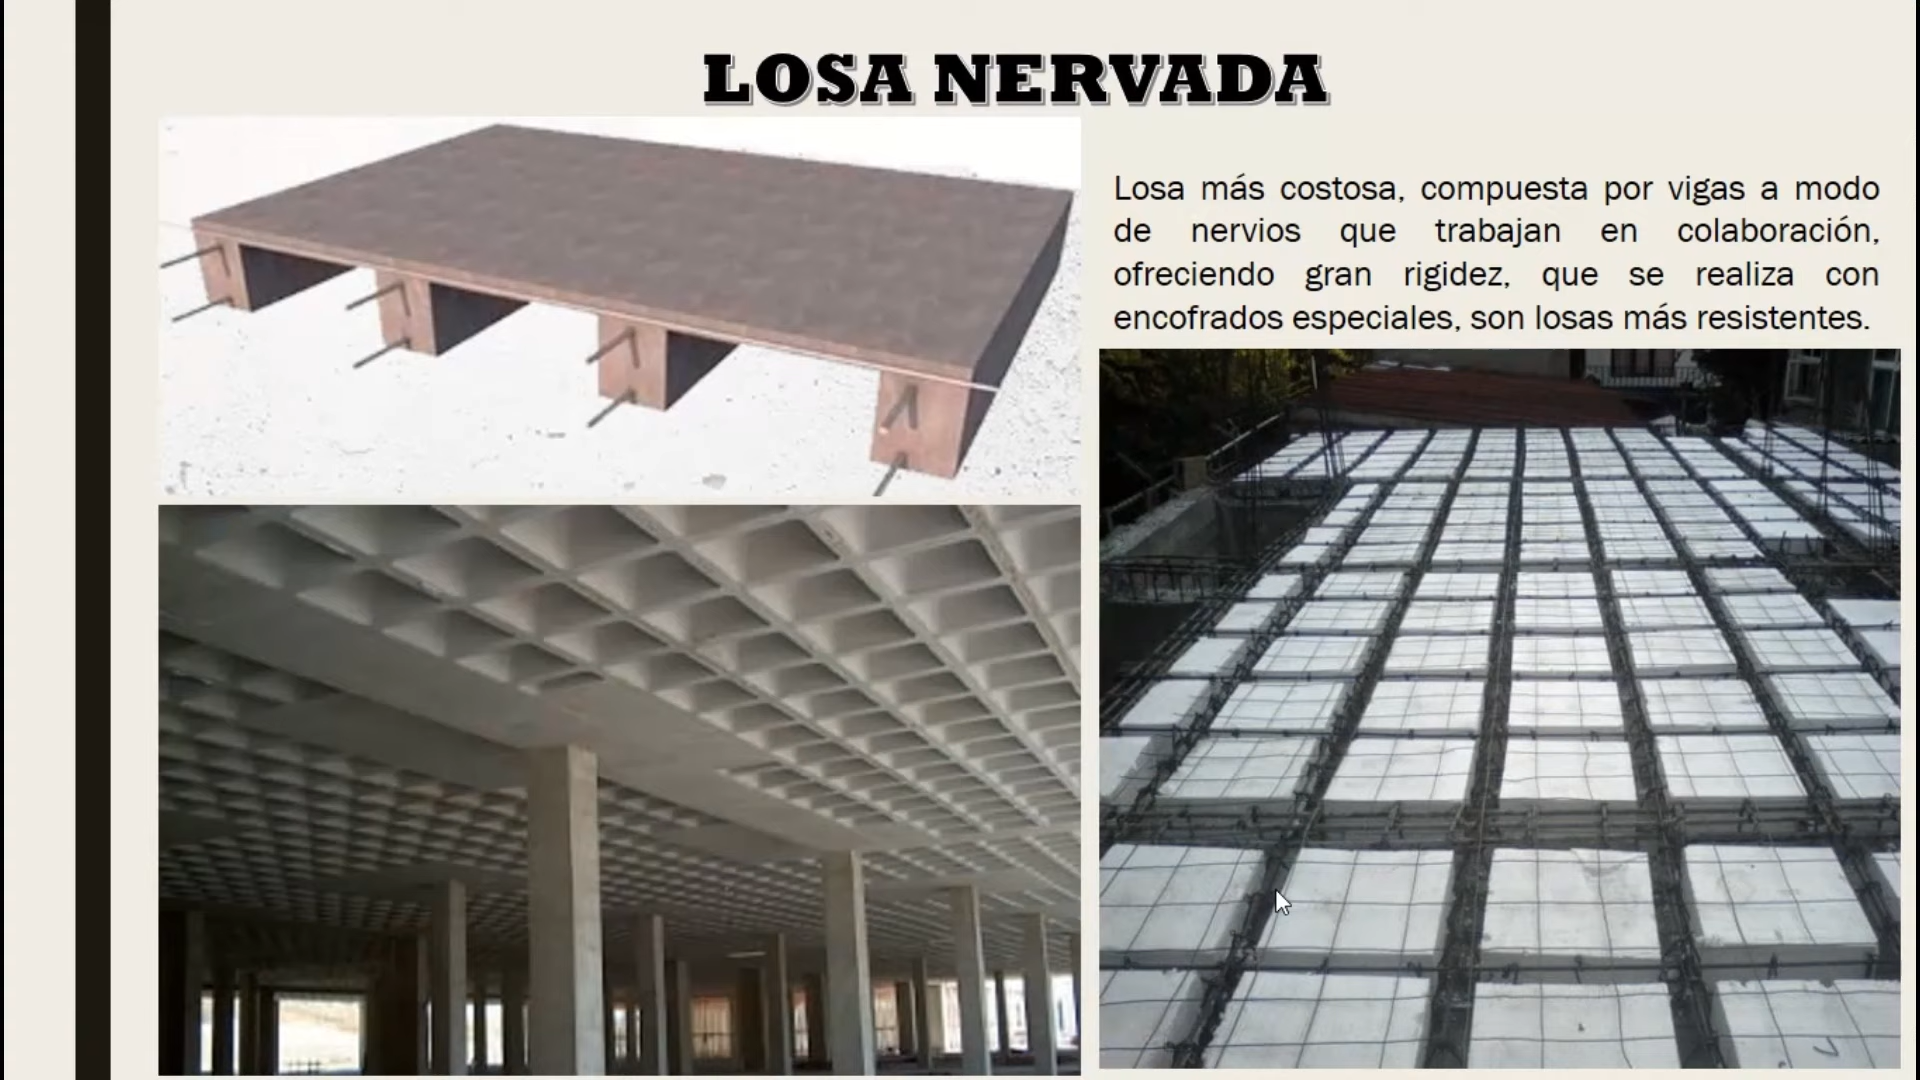 LOSA NERVADA
Losa más costosa, compuesta por vigas a modo
de nervios que trabajan en colaboración,
ofreciendo gran rigidez, que se realiza con
encofrados especiales, son losas más resistentes.